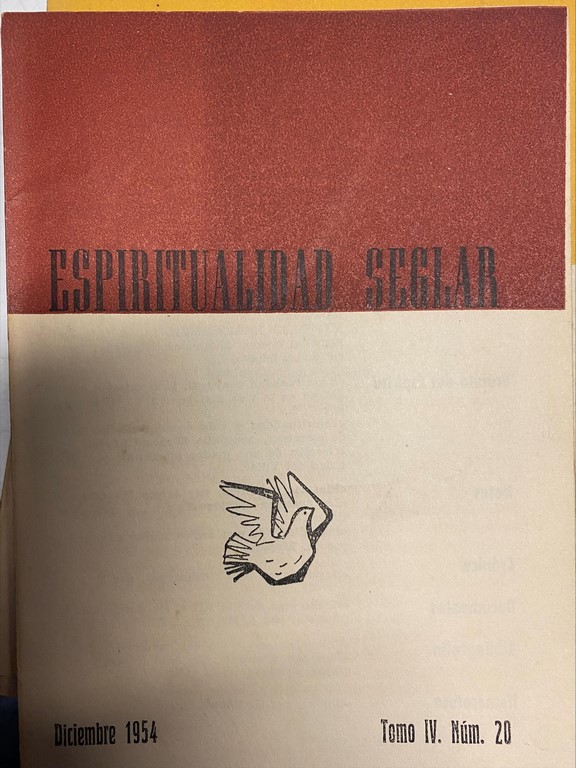 ESPIRITUALIDAD SEGLAR
Diciembre 1954
Tomo IV. Núm. 20